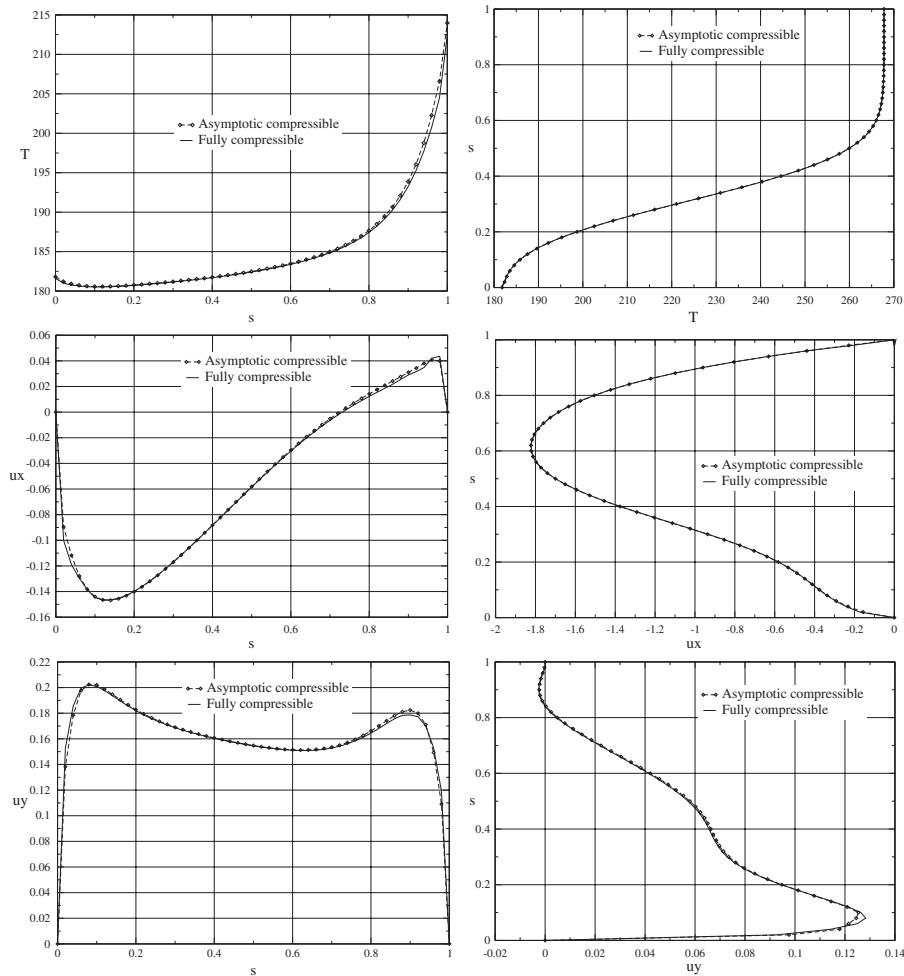 215
210
205
200
195
190
185
180
T
Asymptotic compressible
Fully compressible
0 0.2 0.4 0.6 0.8 1
s
1
0.8
0.6
0.4
0.2
0
s
Asymptotic compressible
Fully compressible
180 190 200 210 220 230 240 250 260 270
T
0.06
0.04
0.02
0
-0.02
-0.04
-0.06
-0.08
-0.1
-0.12
-0.14
-0.16
ux
Asymptotic compressible
Fully compressible
0 0.2 0.4 0.6 0.8 1
s
1
0.8
0.6
0.4
0.2
0
s
Asymptotic compressible
Fully compressible
-2 -1.8 -1.6 -1.4 -1.2 -1 -0.8 -0.6 -0.4 -0.2 0
ux
0.22
0.2
0.18
0.16
0.14
0.12
0.1
0.08
0.06
0.04
0.02
0
uy
Asymptotic compressible
Fully compressible
0 0.2 0.4 0.6 0.8 1
s
1
0.8
0.6
0.4
0.2
0
s
Asymptotic compressible
Fully compressible
-0.02 0 0.02 0.04 0.06 0.08 0.10 0.12 0.14
uy